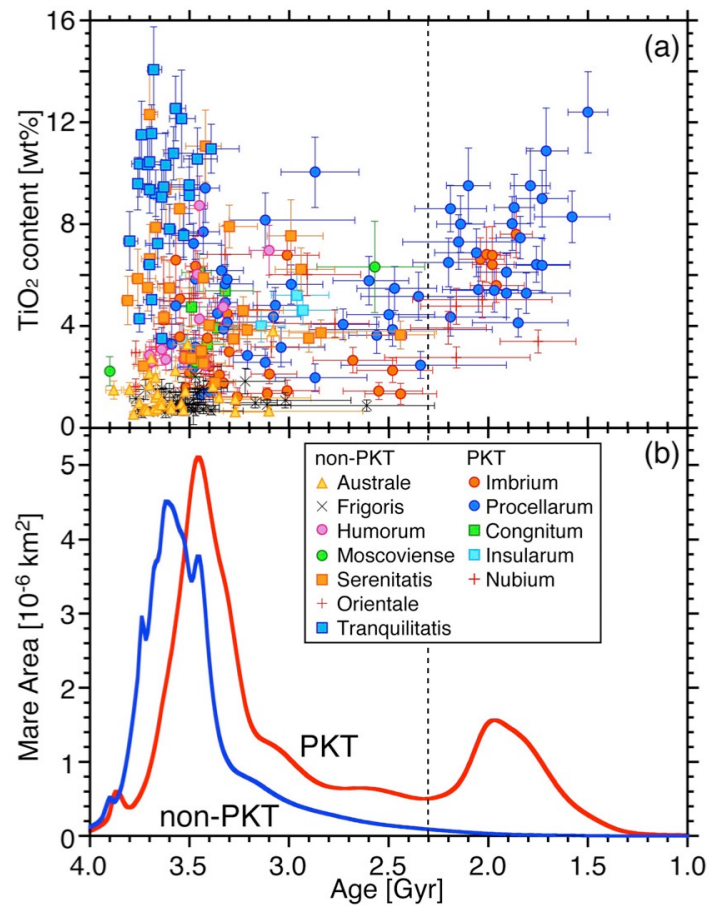 (a)
16
12
8
4
0
TiO2 content [wt%]
(b)
5
4
3
2
1
0
Mare Area [10-6 km2]
non-PKT PKT
Australe Imbrium
Frigoris Procellarum
Humorum Congnitum
Moscoviense Insularum
Serenitatis Nubium
Orientale
Tranquilitatis
PKT
non-PKT
4.0 3.5 3.0 2.5 2.0 1.5 1.0
Age [Gyr]